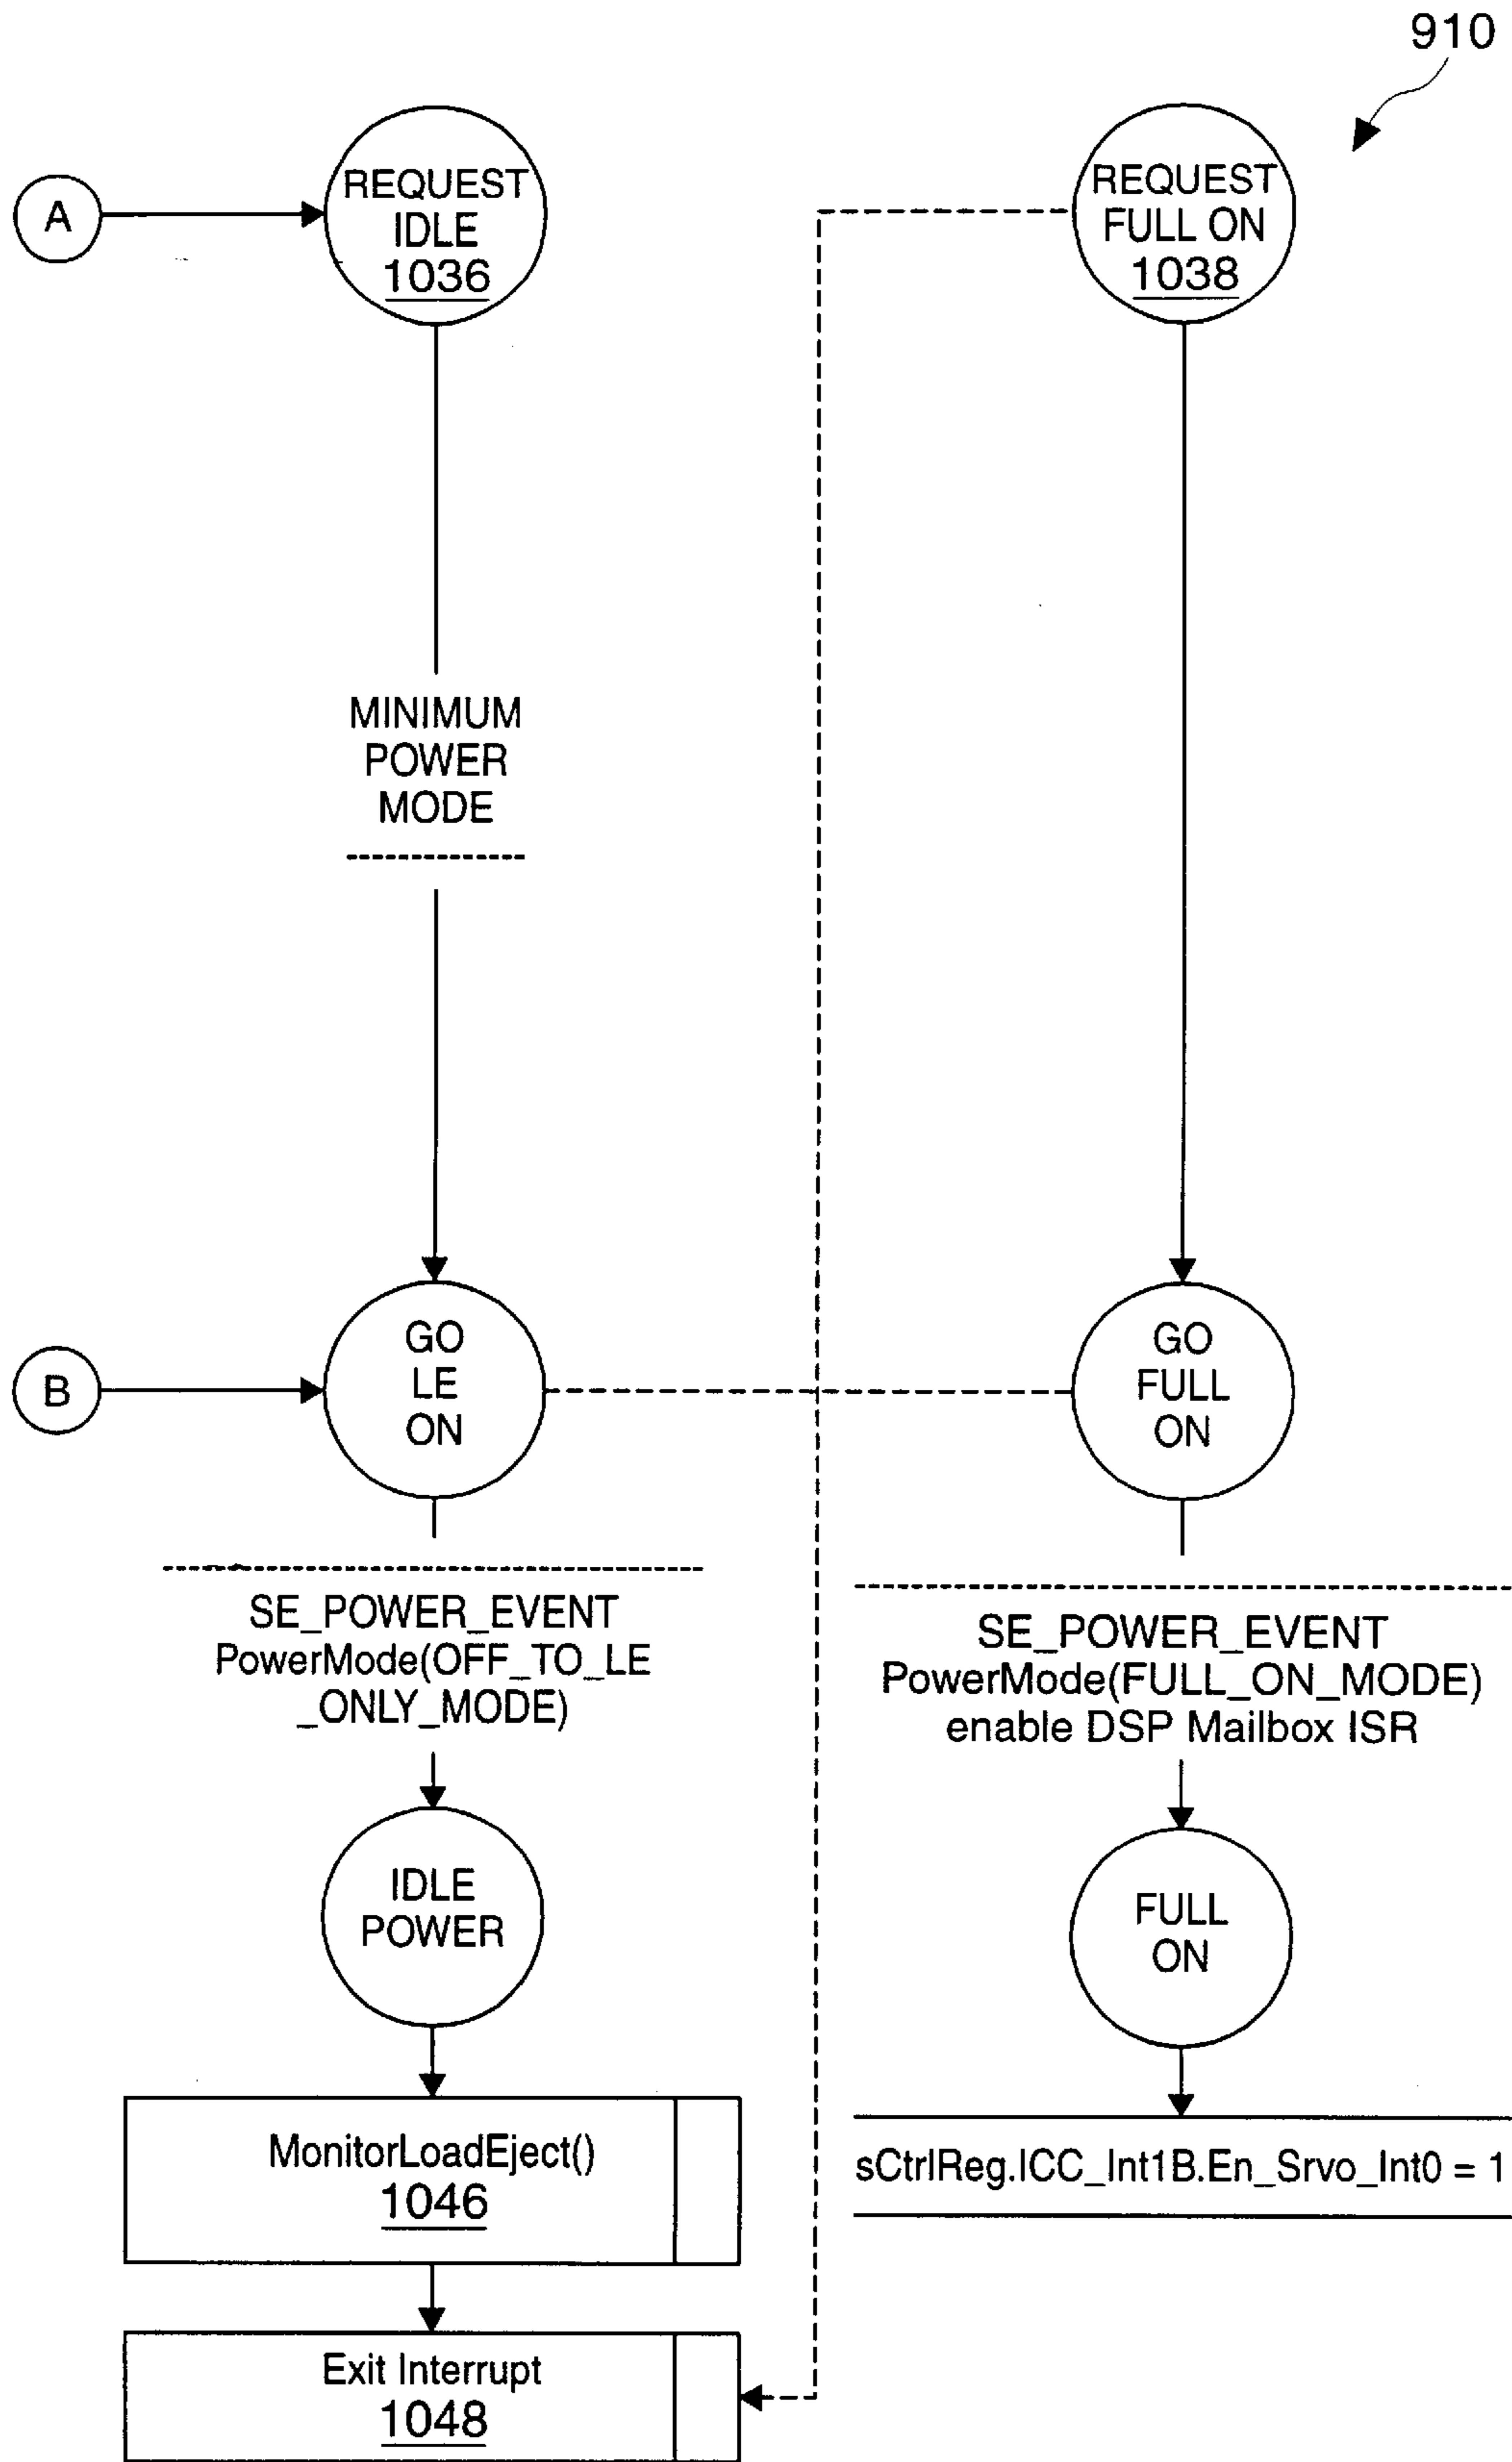 910
A
REQUEST
IDLE
1036
REQUEST
FULL ON
1038
MINIMUM
POWER
MODE
B
GO
LE
ON
GO
FULL
ON
SE_POWER_EVENT
PowerMode(OFF_TO_LE
_ONLY_MODE)
SE_POWER_EVENT
PowerMode(FULL_ON_MODE)
enable DSP Mailbox ISR
IDLE
POWER
FULL
ON
MonitorLoadEject()
1046
sCtrlReg.ICC_Int1B.En_Srvo_Int0 = 1
Exit Interrupt
1048